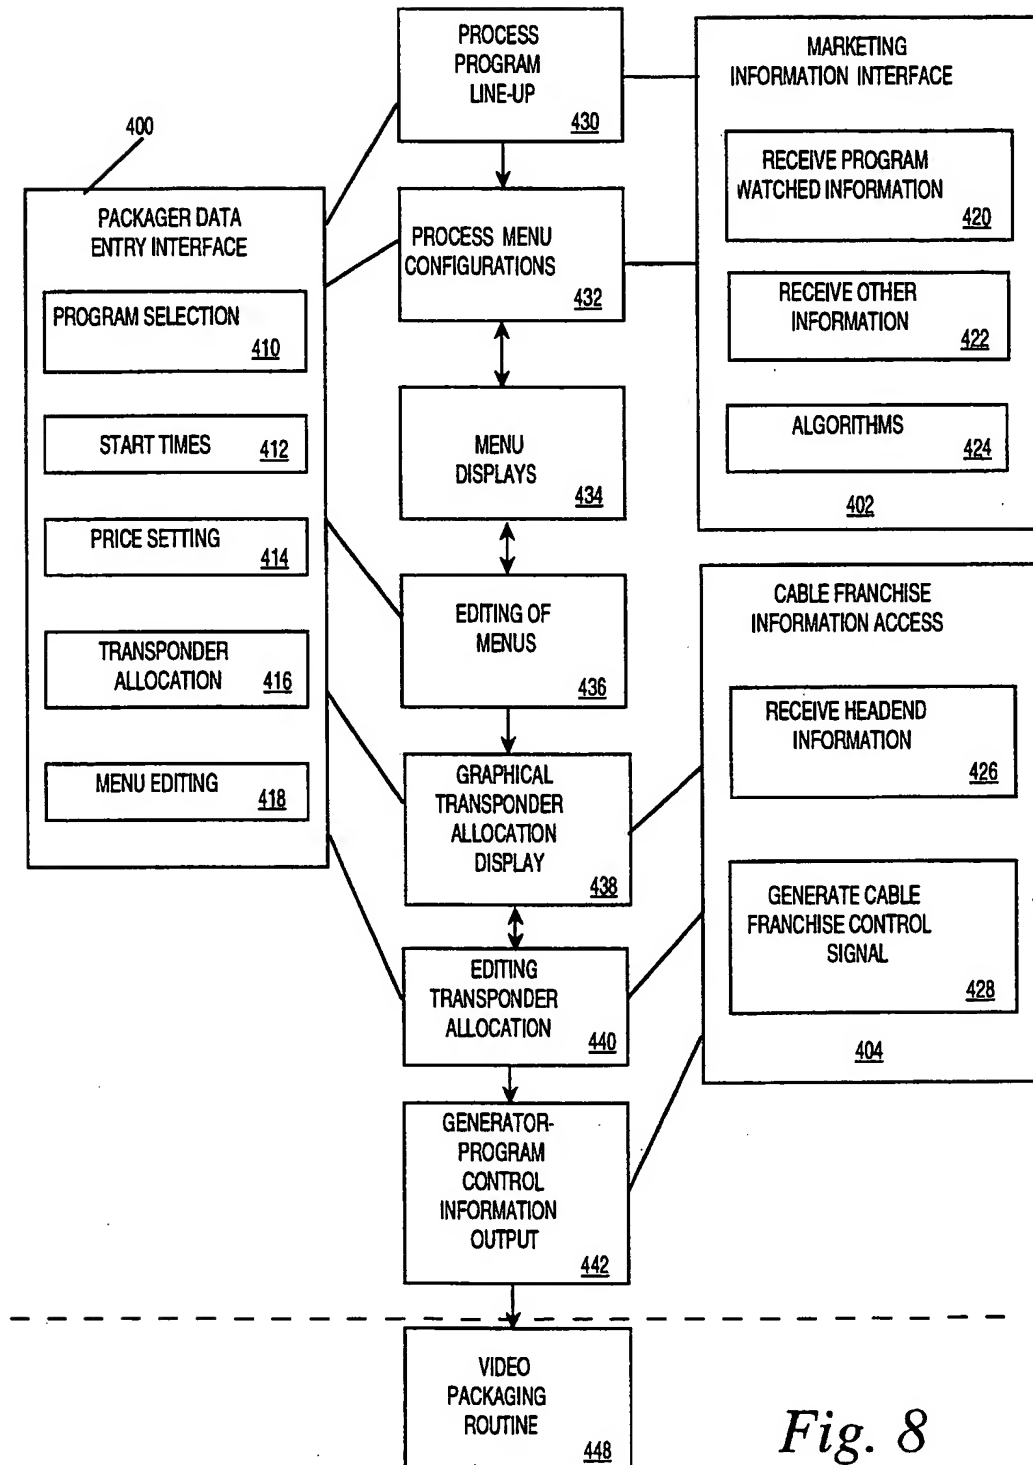 400
PACKAGER DATA
ENTRY INTERFACE
PROGRAM SELECTION
410
START TIMES
412
PRICE SETTING
414
TRANSPONDER
ALLOCATION
416
MENU EDITING
418
PROCESS
PROGRAM
LINE-UP
430
PROCESS MENU
CONFIGURATIONS
432
MENU
DISPLAYS
434
EDITING OF
MENUS
436
GRAPHICAL
TRANSPONDER
ALLOCATION
DISPLAY
438
EDITING
TRANSPONDER
ALLOCATION
440
GENERATOR-
PROGRAM
CONTROL
INFORMATION
OUTPUT
442
VIDEO
PACKAGING
ROUTINE
448
MARKETING
INFORMATION INTERFACE
RECEIVE PROGRAM
WATCHED INFORMATION
420
RECEIVE OTHER
INFORMATION
422
ALGORITHMS
424
402
CABLE FRANCHISE
INFORMATION ACCESS
RECEIVE HEADEND
INFORMATION
426
GENERATE CABLE
FRANCHISE CONTROL
SIGNAL
428
404
Fig. 8